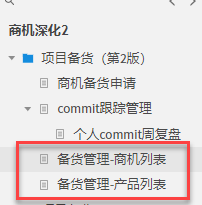 商机深化2
项目备货（第2版）
商机备货申请
commit跟踪管理
个人commit周复盘
备货管理-商机列表
备货管理-产品列表